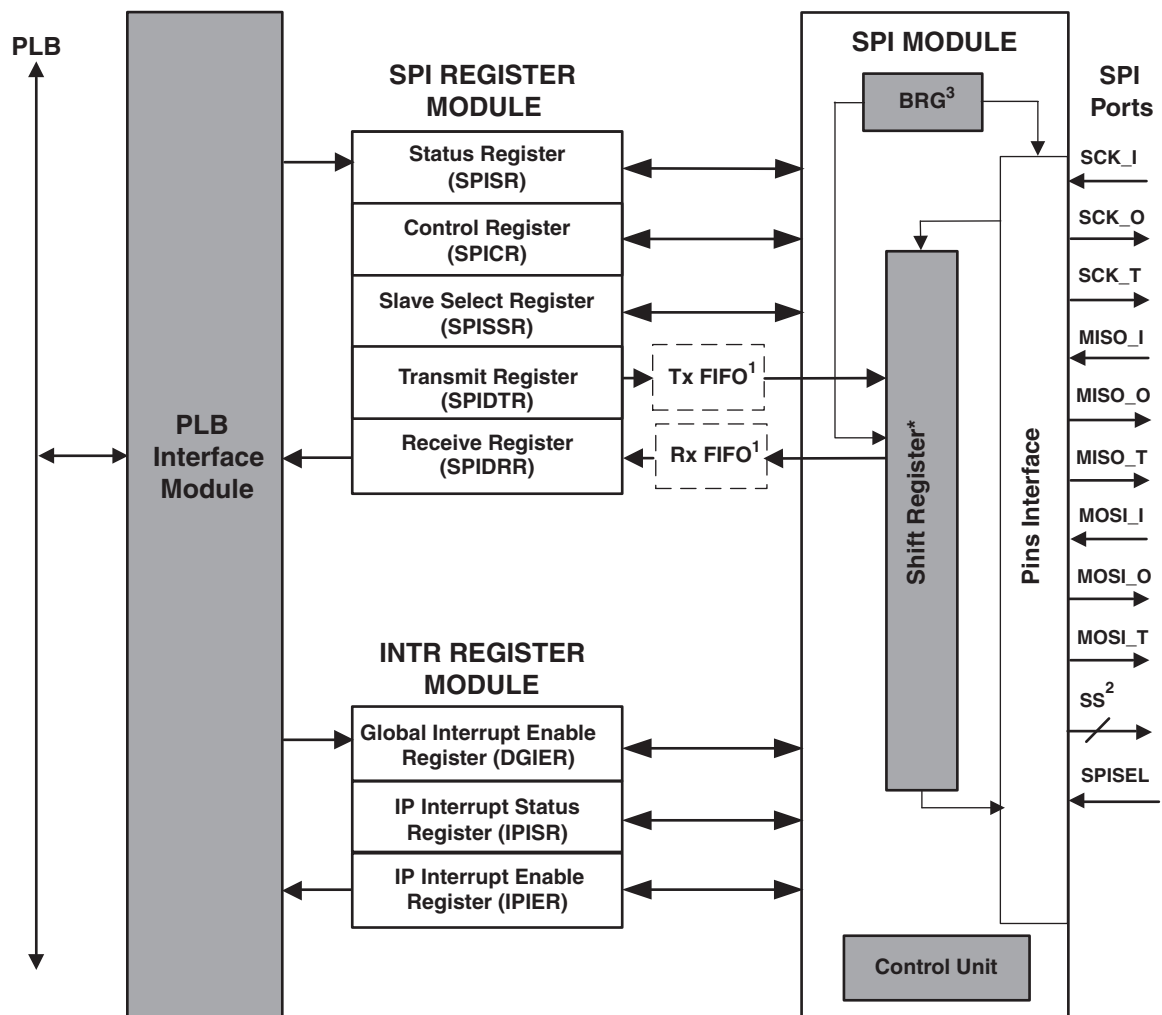 PLB
PLB
Interface
Module
SPI REGISTER
MODULE
Status Register
(SPISR)
Control Register
(SPICR)
Slave Select Register
(SPISSR)
Transmit Register
(SPIDTR)
Receive Register
(SPIDRR)
Tx FIFO1
Rx FIFO1
INTR REGISTER
MODULE
Global Interrupt Enable
Register (DGIER)
IP Interrupt Status
Register (IPISR)
IP Interrupt Enable
Register (IPIER)
SPI MODULE
BRG3
Shift Register*
Pins Interface
Control Unit
SPI
Ports
SCK_I
SCK_O
SCK_T
MISO_I
MISO_O
MISO_T
MOSI_I
MOSI_O
MOSI_T
SS2
SPISEL